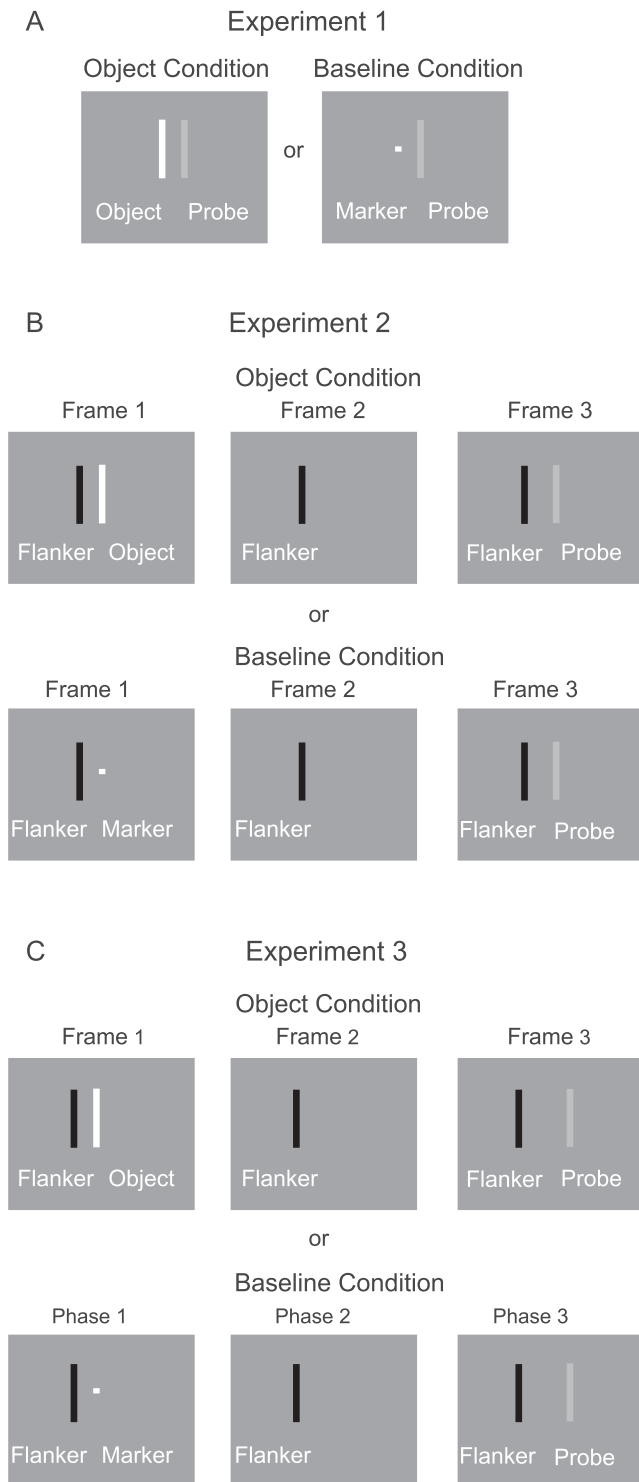 A Experiment 1
Object Condition Baseline Condition
or
Object Probe Marker Probe
B Experiment 2
Object Condition
Frame 1 Frame 2 Frame 3
Flanker Object Flanker Flanker Probe
or
Baseline Condition
Frame 1 Frame 2 Frame 3
Flanker Marker Flanker Flanker Probe
C Experiment 3
Object Condition
Frame 1 Frame 2 Frame 3
Flanker Object Flanker Flanker Probe
or
Baseline Condition
Phase 1 Phase 2 Phase 3
Flanker Marker Flanker Flanker Probe